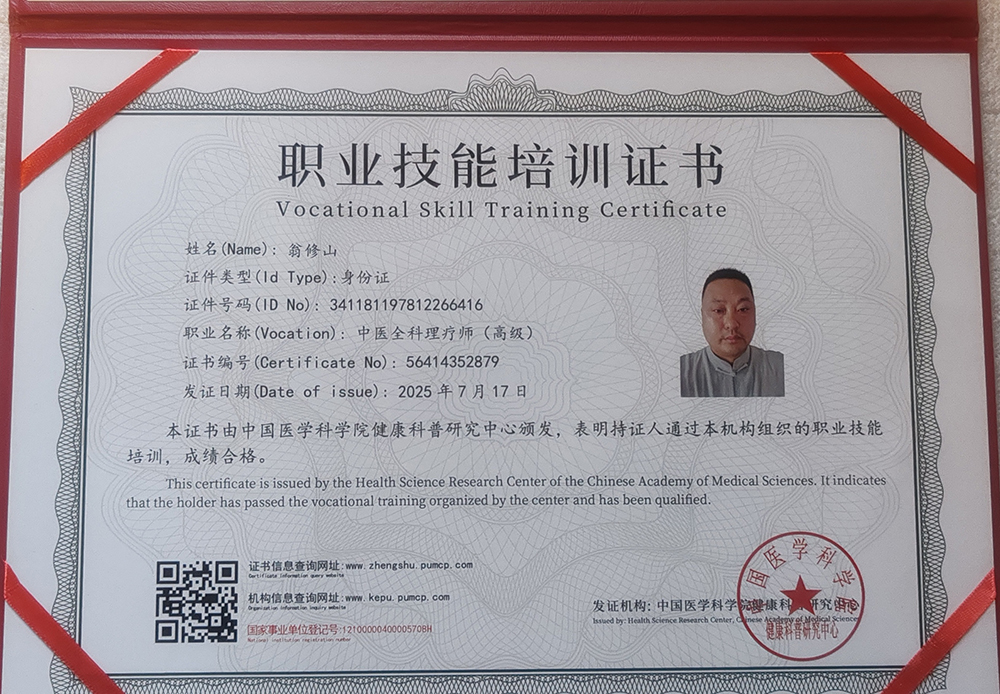 职业技能培训证书
Vocational Skill Training Certificate
姓名(Name): 翁修山
证件类型(Id Type):身份证
证件号码(ID No): 341181197812266416
职业名称(Vocation): 中医全科理疗师（高级）
证书编号(Certificate No): 56414352879
发证日期(Date of issue): 2025 年 7 月 17 日
本证书由中国医学科学院健康科普研究中心颁发，表明持证人通过本机构组织的职业技能
培训，成绩合格。
This certificate is issued by the Health Science Research Center of the Chinese Academy of Medical Sciences. It indicates
that the holder has passed the vocational training organized by the center and has been qualified.
证书信息查询网址:www.zhengshu.pumcp.com
Certificate information query website
机构信息查询网址:www.kepu.pumcp.com
Organization information inquiry website
国家事业单位登记号:1210000040000570BH
National institution registration number
发证机构: 中国医学科学院健康科普研究中心
Issued by: Health Science Research Center, Chinese Academy of Medical Sciences
中国医学科学院
健康科普研究中心